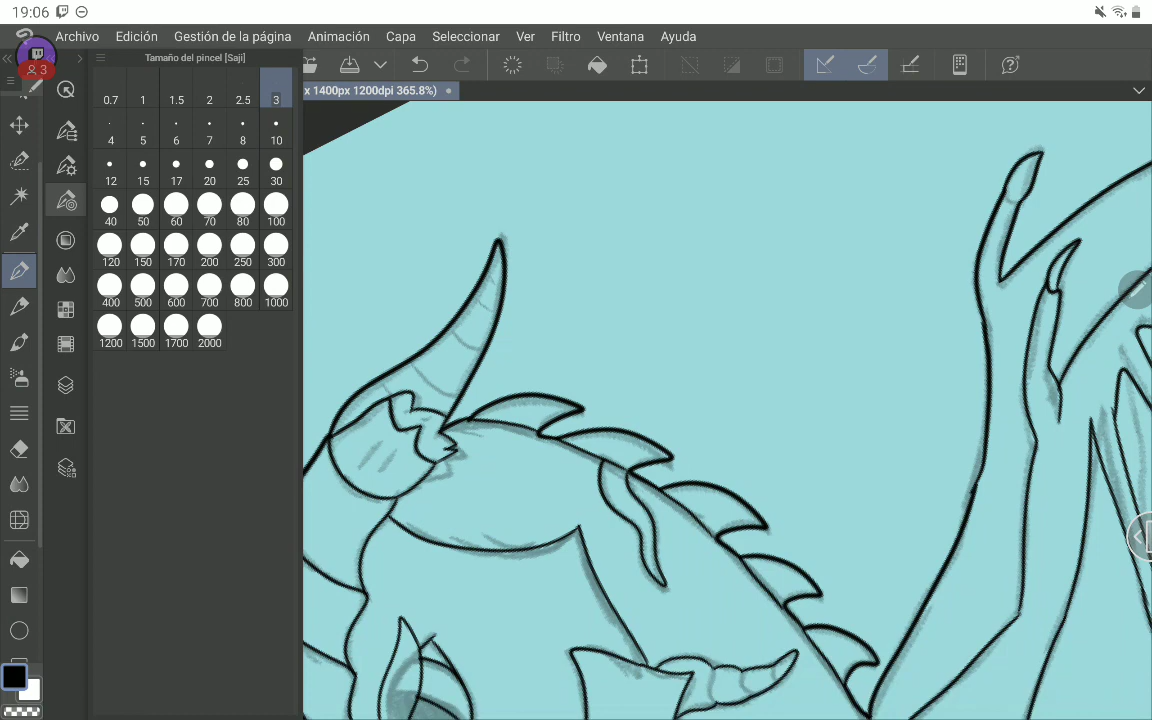 19:06
Archivo Edición Gestión de la página Animación Capa Seleccionar Ver Filtro Ventana Ayuda
3
Tamaño del pincel [Saji]
x 1400px 1200dpi 365.8%)
0.7 1 1.5 2 2.5 3
4 5 6 7 8 10
12 15 17 20 25 30
40 50 60 70 80 100
120 150 170 200 250 300
400 500 600 700 800 1000
1200 1500 1700 2000